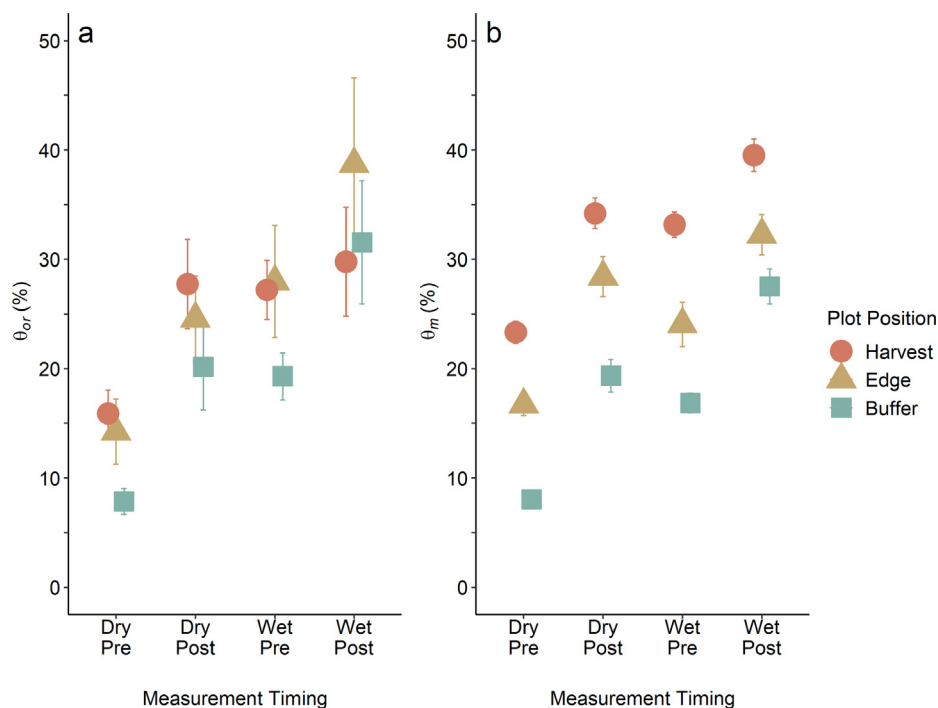 a
50
40
30
20
10
0
θor (%)
Dry Pre
Dry Post
Wet Pre
Wet Post
Measurement Timing
b
50
40
30
20
10
0
θm (%)
Dry Pre
Dry Post
Wet Pre
Wet Post
Measurement Timing
Plot Position
Harvest
Edge
Buffer